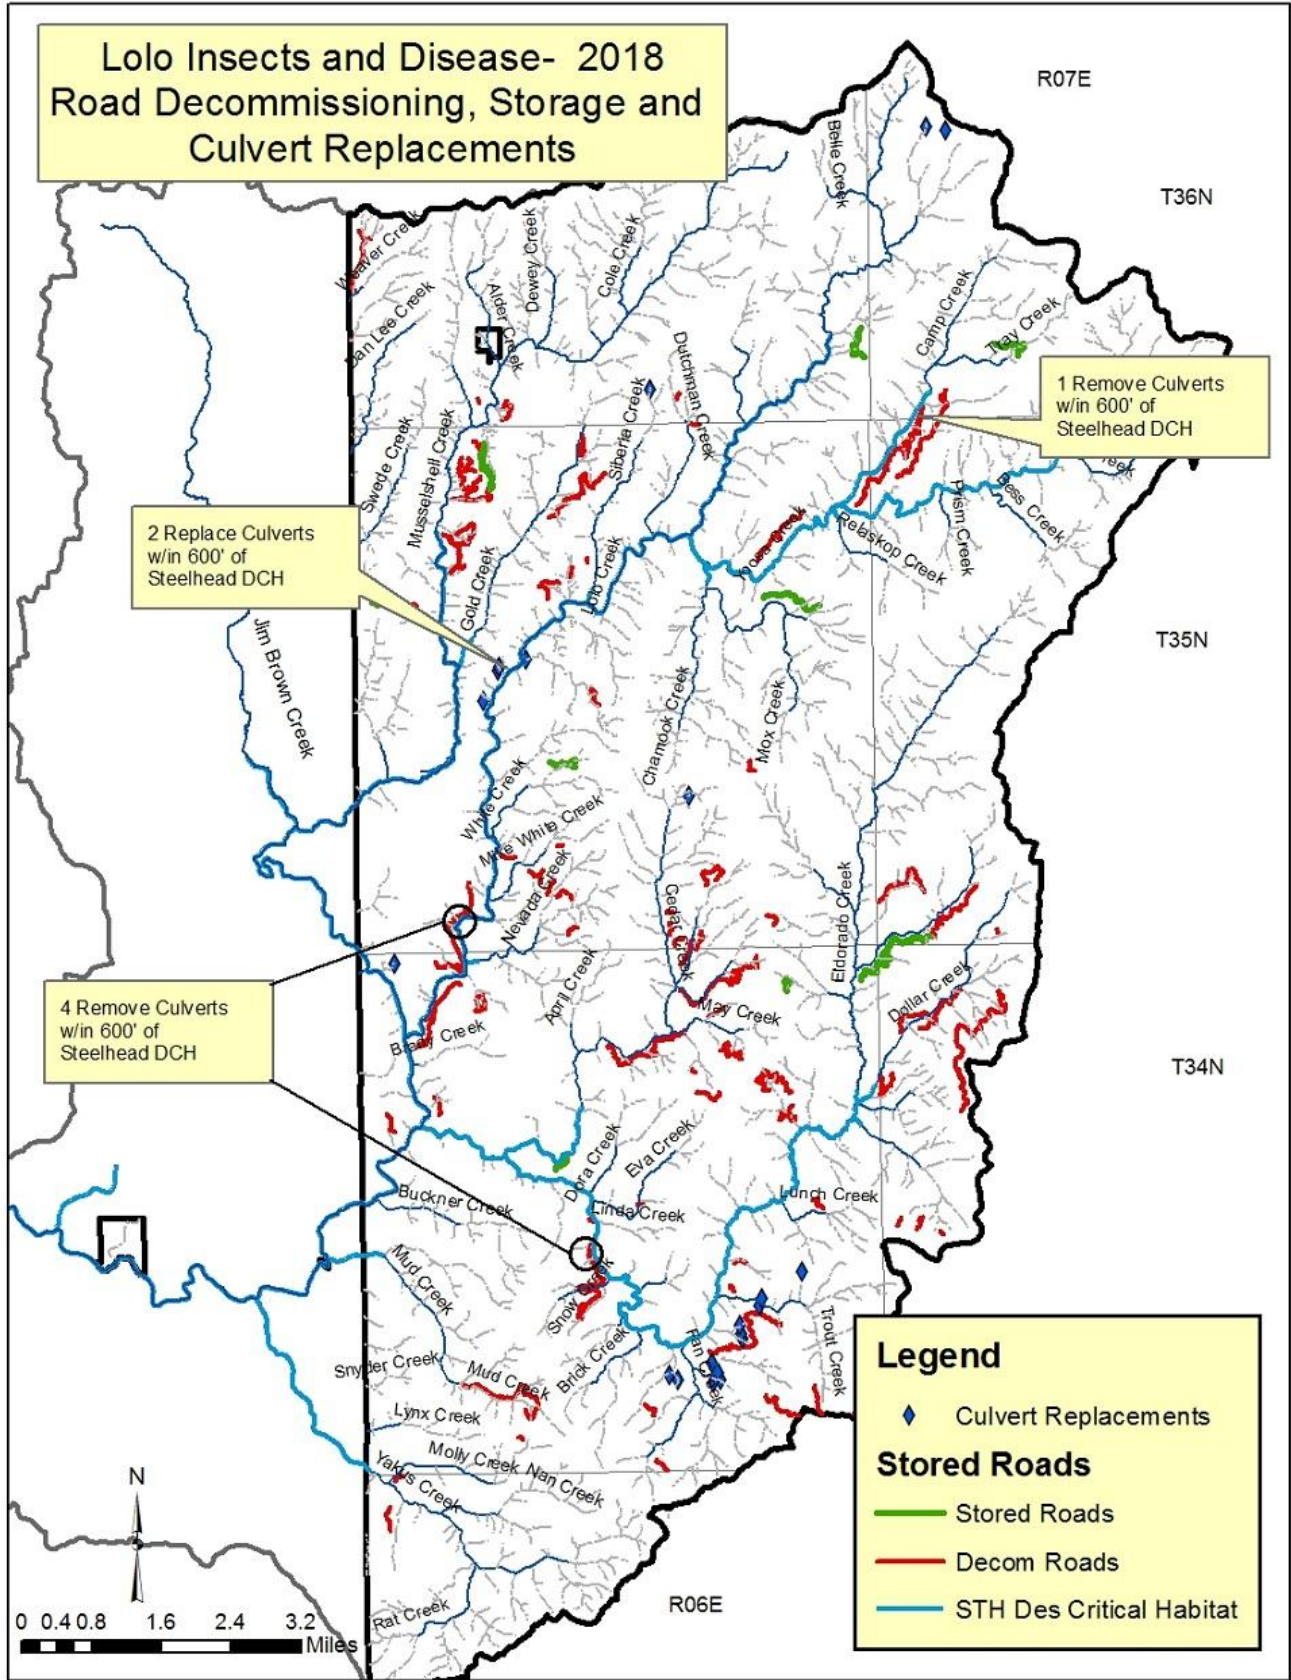 Lolo Insects and Disease- 2018
Road Decommissioning, Storage and
Culvert Replacements
R07E
T36N
Belle Creek
Weaver Creek
Dewey Creek
Cole Creek
Alder Creek
Dan Lee Creek
Camp Creek
Tray Creek
Dutchman Creek
1 Remove Culverts
w/in 600' of
Steelhead DCH
Siberia Creek
Musselshell Creek
Swede Creek
Bess Creek
Prism Creek
Relaskop Creek
Yoosa Creek
2 Replace Culverts
w/in 600' of
Steelhead DCH
Gold Creek
Lolo Creek
T35N
Jim Brown Creek
Chamook Creek
Mox Creek
White Creek
Mike White Creek
Nevada Creek
Cedar Creek
Eldorado Creek
April Creek
Dollar Creek
May Creek
4 Remove Culverts
w/in 600' of
Steelhead DCH
Bredy Creek
T34N
Dora Creek
Eva Creek
Buckner Creek
Linda Creek
Lunch Creek
Mud Creek
Snow Creek
Trout Creek
Fan Creek
Brick Creek
Snyder Creek
Mud Creek
Lynx Creek
Molly Creek
Nan Creek
Yakus Creek
Rat Creek
R06E
N
0 0.4 0.8 1.6 2.4 3.2
Miles
Legend
Culvert Replacements
Stored Roads
Stored Roads
Decom Roads
STH Des Critical Habitat